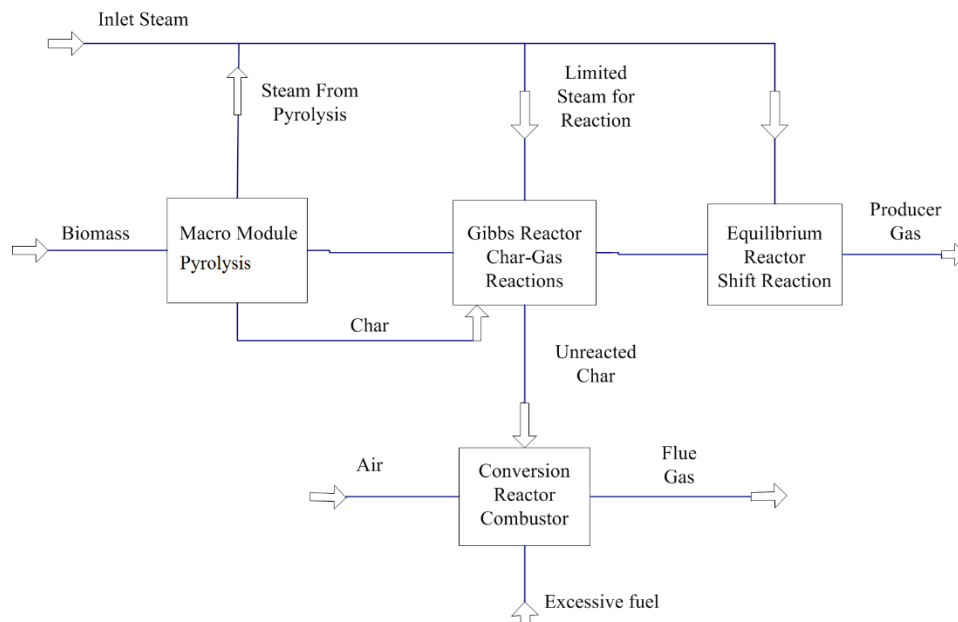 Inlet Steam
Steam From
Pyrolysis
Limited
Steam for
Reaction
Biomass
Macro Module
Pyrolysis
Gibbs Reactor
Char-Gas
Reactions
Equilibrium
Reactor
Shift Reaction
Producer
Gas
Char
Unreacted
Char
Air
Conversion
Reactor
Combustor
Flue
Gas
Excessive fuel